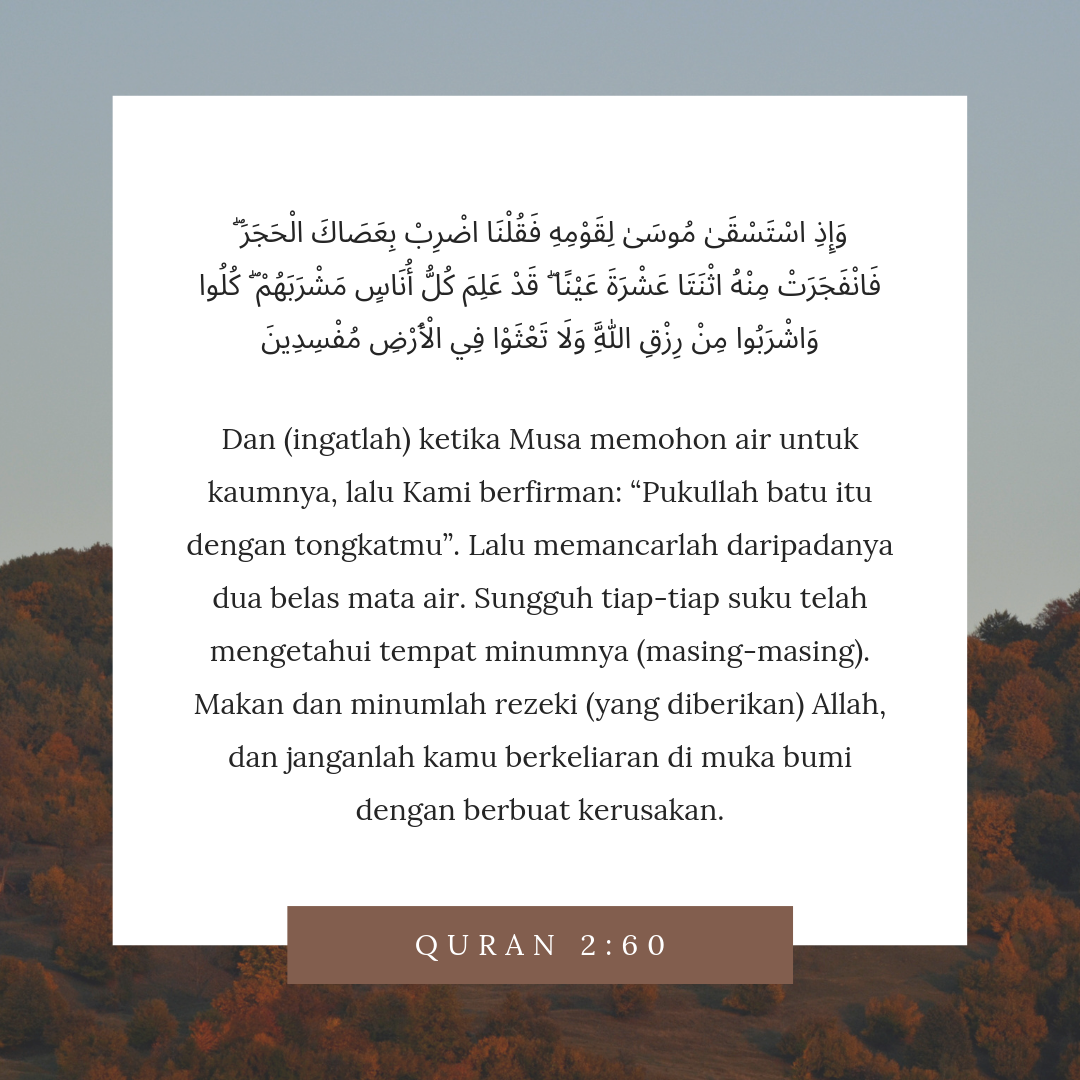 وَإِذِ اسْتَسْقَىٰ مُوسَىٰ لِقَوْمِهِ فَقُلْنَا اضْرِبْ بِعَصَاكَ الْحَجَرَ ۖ
فَانْفَجَرَتْ مِنْهُ اثْنَتَا عَشْرَةَ عَيْنًا ۖ قَدْ عَلِمَ كُلُّ أُنَاسٍ مَشْرَبَهُمْ ۖ كُلُوا
وَاشْرَبُوا مِنْ رِزْقِ اللَّهِ وَلَا تَعْثَوْا فِي الْأَرْضِ مُفْسِدِينَ
Dan (ingatlah) ketika Musa memohon air untuk
kaumnya, lalu Kami berfirman: “Pukullah batu itu
dengan tongkatmu”. Lalu memancarlah daripadanya
dua belas mata air. Sungguh tiap-tiap suku telah
mengetahui tempat minumnya (masing-masing).
Makan dan minumlah rezeki (yang diberikan) Allah,
dan janganlah kamu berkeliaran di muka bumi
dengan berbuat kerusakan.
QURAN 2:60